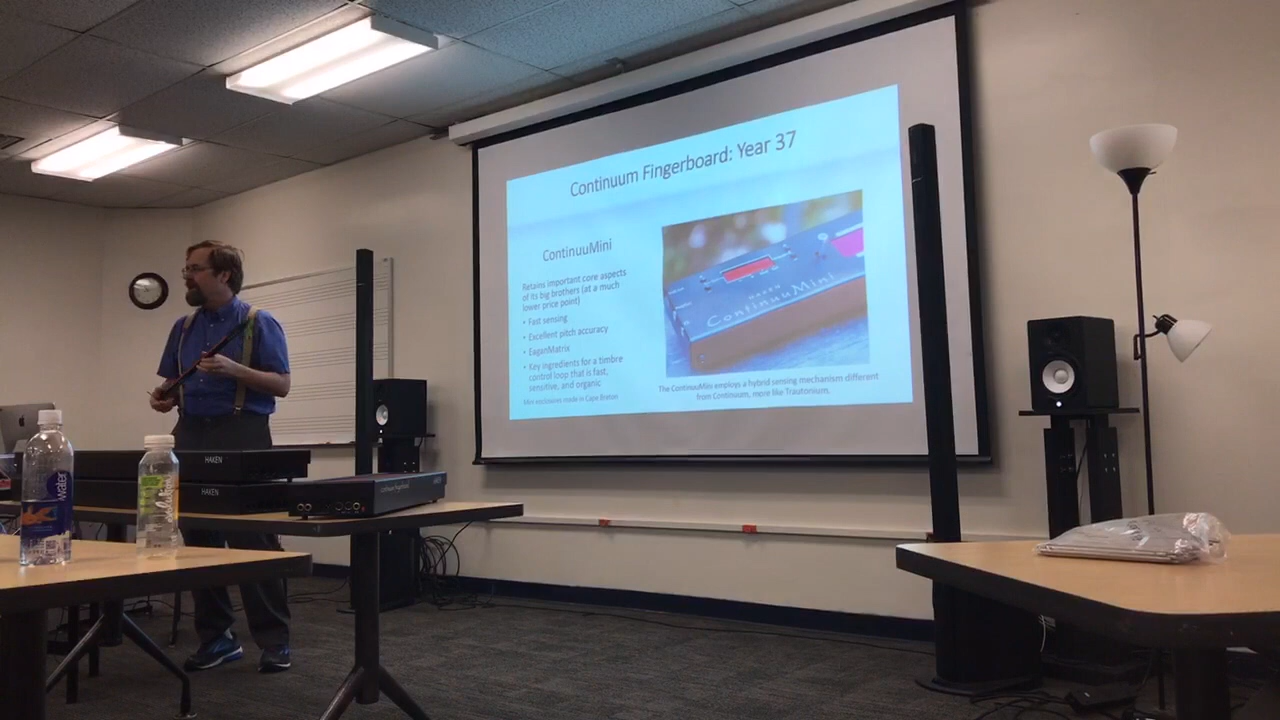 Continuum Fingerboard: Year 37
ContinuuMini
Retains important core aspects
of its big brothers (at a much
lower price point)
• Fast sensing
• Excellent pitch accuracy
• EaganMatrix
• Key ingredients for a timbre
control loop that is fast,
sensitive, and organic
Mini enclosures made in Cape Breton
HAKEN
ContinuuMini
The ContinuuMini employs a hybrid sensing mechanism different
from Continuum, more like Trautonium.
HAKEN
HAKEN
continuum fingerboard
water